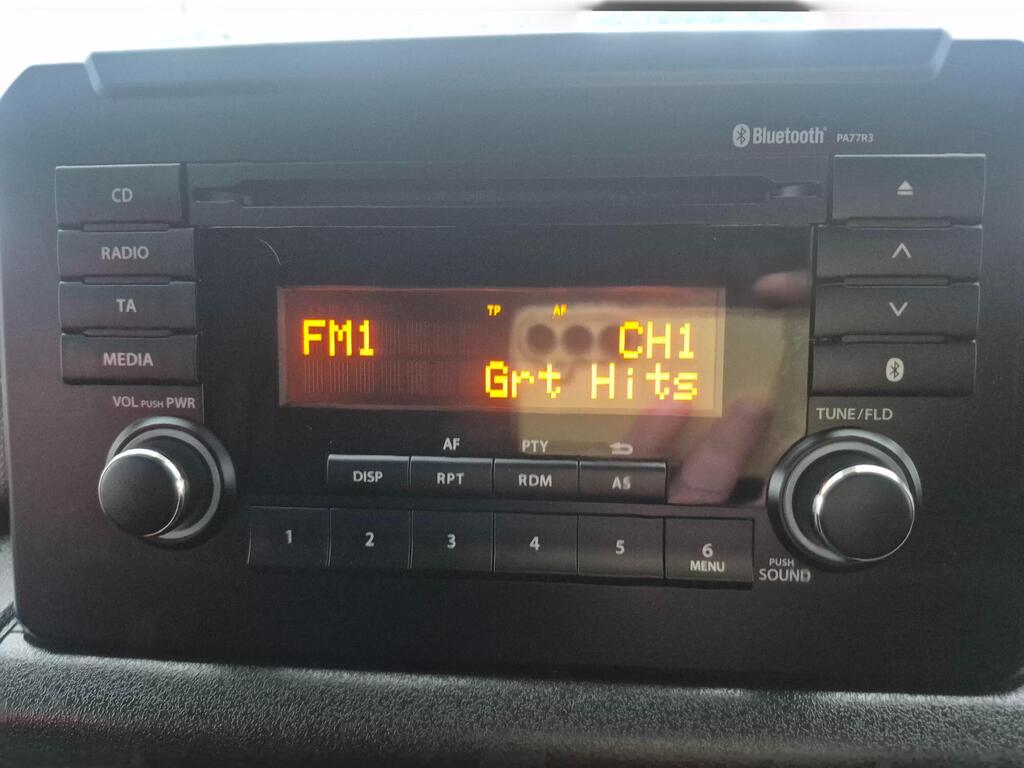 Bluetooth PA77R3
CD
RADIO
TA
MEDIA
TP AF
FM1 CH1
Grt Hits
VOL PUSH PWR
TUNE/FLD
AF PTY
DISP RPT RDM AS
1 2 3 4 5 6
MENU
PUSH
SOUND